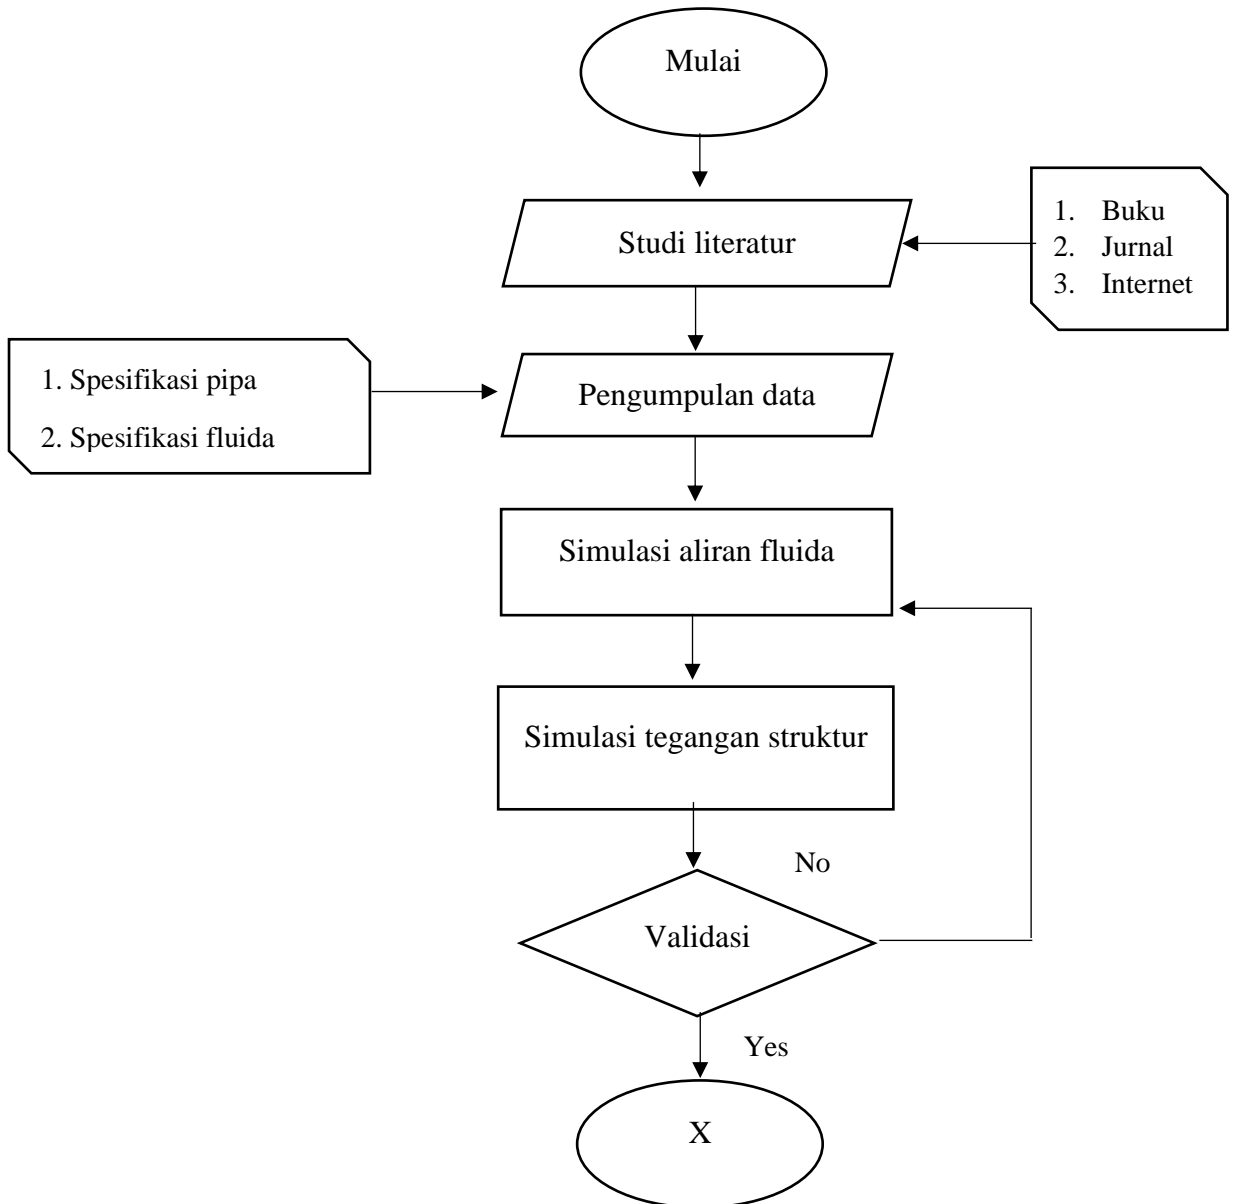 Mulai
Studi literatur
1. Buku
2. Jurnal
3. Internet
1. Spesifikasi pipa
2. Spesifikasi fluida
Pengumpulan data
Simulasi aliran fluida
Simulasi tegangan struktur
No
Validasi
Yes
X